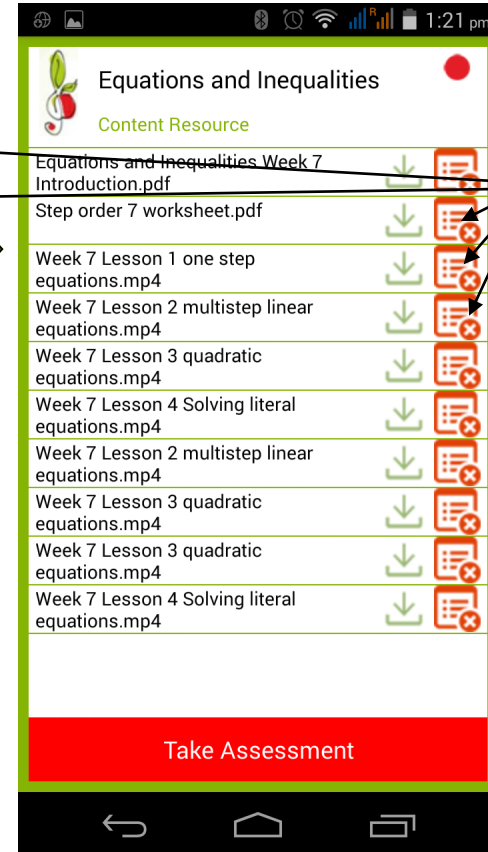 R
1:21 pm
Equations and Inequalities
Content Resource
Equations and Inequalities Week 7
Introduction.pdf
Step order 7 worksheet.pdf
Week 7 Lesson 1 one step
equations.mp4
Week 7 Lesson 2 multistep linear
equations.mp4
Week 7 Lesson 3 quadratic
equations.mp4
Week 7 Lesson 4 Solving literal
equations.mp4
Week 7 Lesson 2 multistep linear
equations.mp4
Week 7 Lesson 3 quadratic
equations.mp4
Week 7 Lesson 3 quadratic
equations.mp4
Week 7 Lesson 4 Solving literal
equations.mp4
Take Assessment